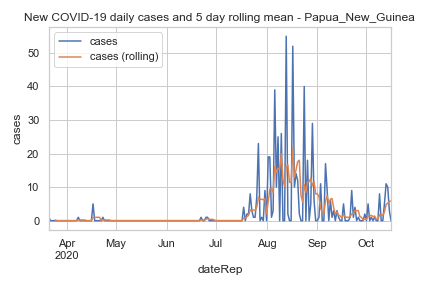 New COVID-19 daily cases and 5 day rolling mean - Papua_New_Guinea
cases
cases (rolling)
50
40
30
20
10
0
cases
Apr May Jun Jul Aug Sep Oct
2020
dateRep